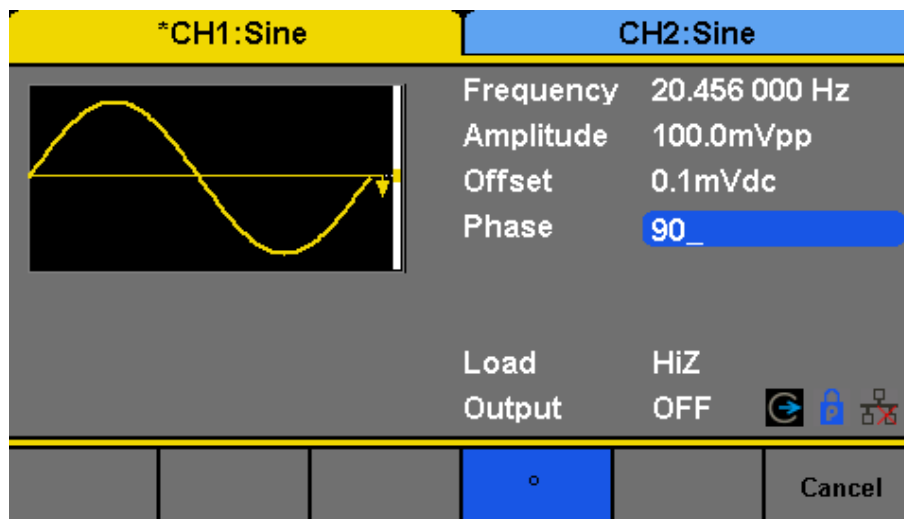 *CH1:Sine CH2:Sine
Frequency 20.456 000 Hz
Amplitude 100.0mVpp
Offset 0.1mVdc
Phase 90_
Load HiZ
Output OFF P
° Cancel